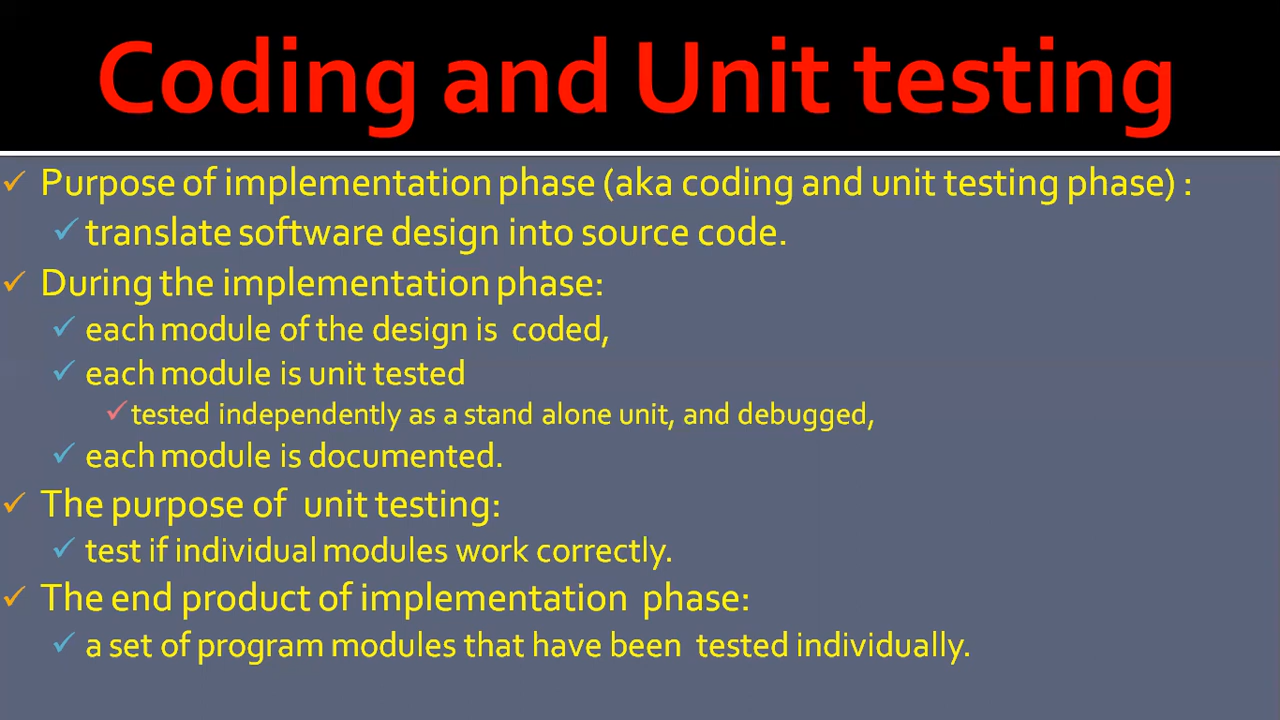 Coding and Unit testing
Purpose of implementation phase (aka coding and unit testing phase) :
translate software design into source code.
During the implementation phase:
each module of the design is coded,
each module is unit tested
tested independently as a stand alone unit, and debugged,
each module is documented.
The purpose of unit testing:
test if individual modules work correctly.
The end product of implementation phase:
a set of program modules that have been tested individually.